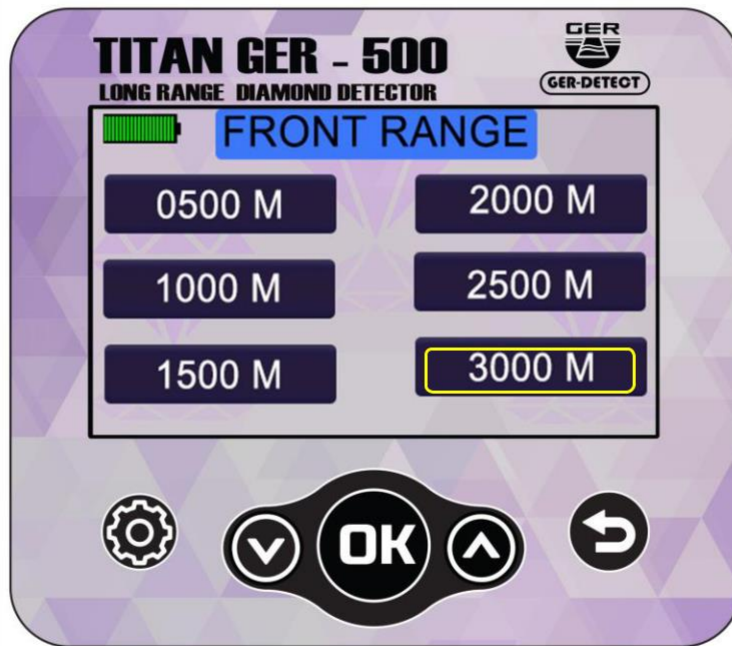 TITAN GER - 500
LONG RANGE DIAMOND DETECTOR
GER
GER-DETECT
FRONT RANGE
0500 M
2000 M
1000 M
2500 M
1500 M
3000 M
OK